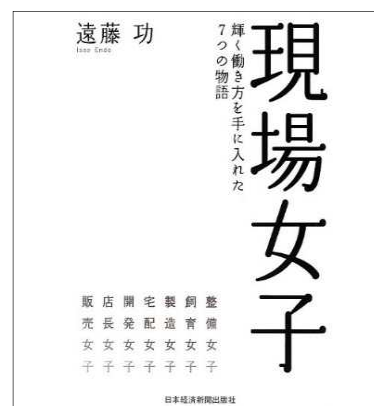 遠藤 功
Isao Endo
現場女子
輝く働き方を手に入れた
7つの物語
整備女子
飼育女子
製造女子
宅配女子
開発女子
店長女子
販売女子
日本経済新聞出版社